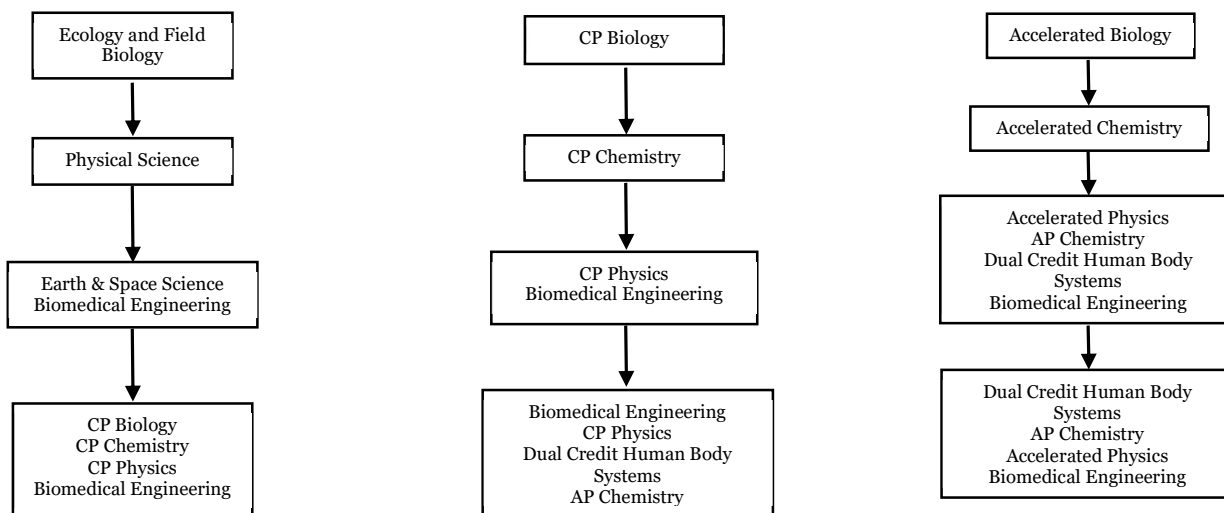 Ecology and Field
Biology
Physical Science
Earth & Space Science
Biomedical Engineering
CP Biology
CP Chemistry
CP Physics
Biomedical Engineering
CP Biology
CP Chemistry
CP Physics
Biomedical Engineering
Biomedical Engineering
CP Physics
Dual Credit Human Body
Systems
AP Chemistry
Accelerated Biology
Accelerated Chemistry
Accelerated Physics
AP Chemistry
Dual Credit Human Body
Systems
Biomedical Engineering
Dual Credit Human Body
Systems
AP Chemistry
Accelerated Physics
Biomedical Engineering